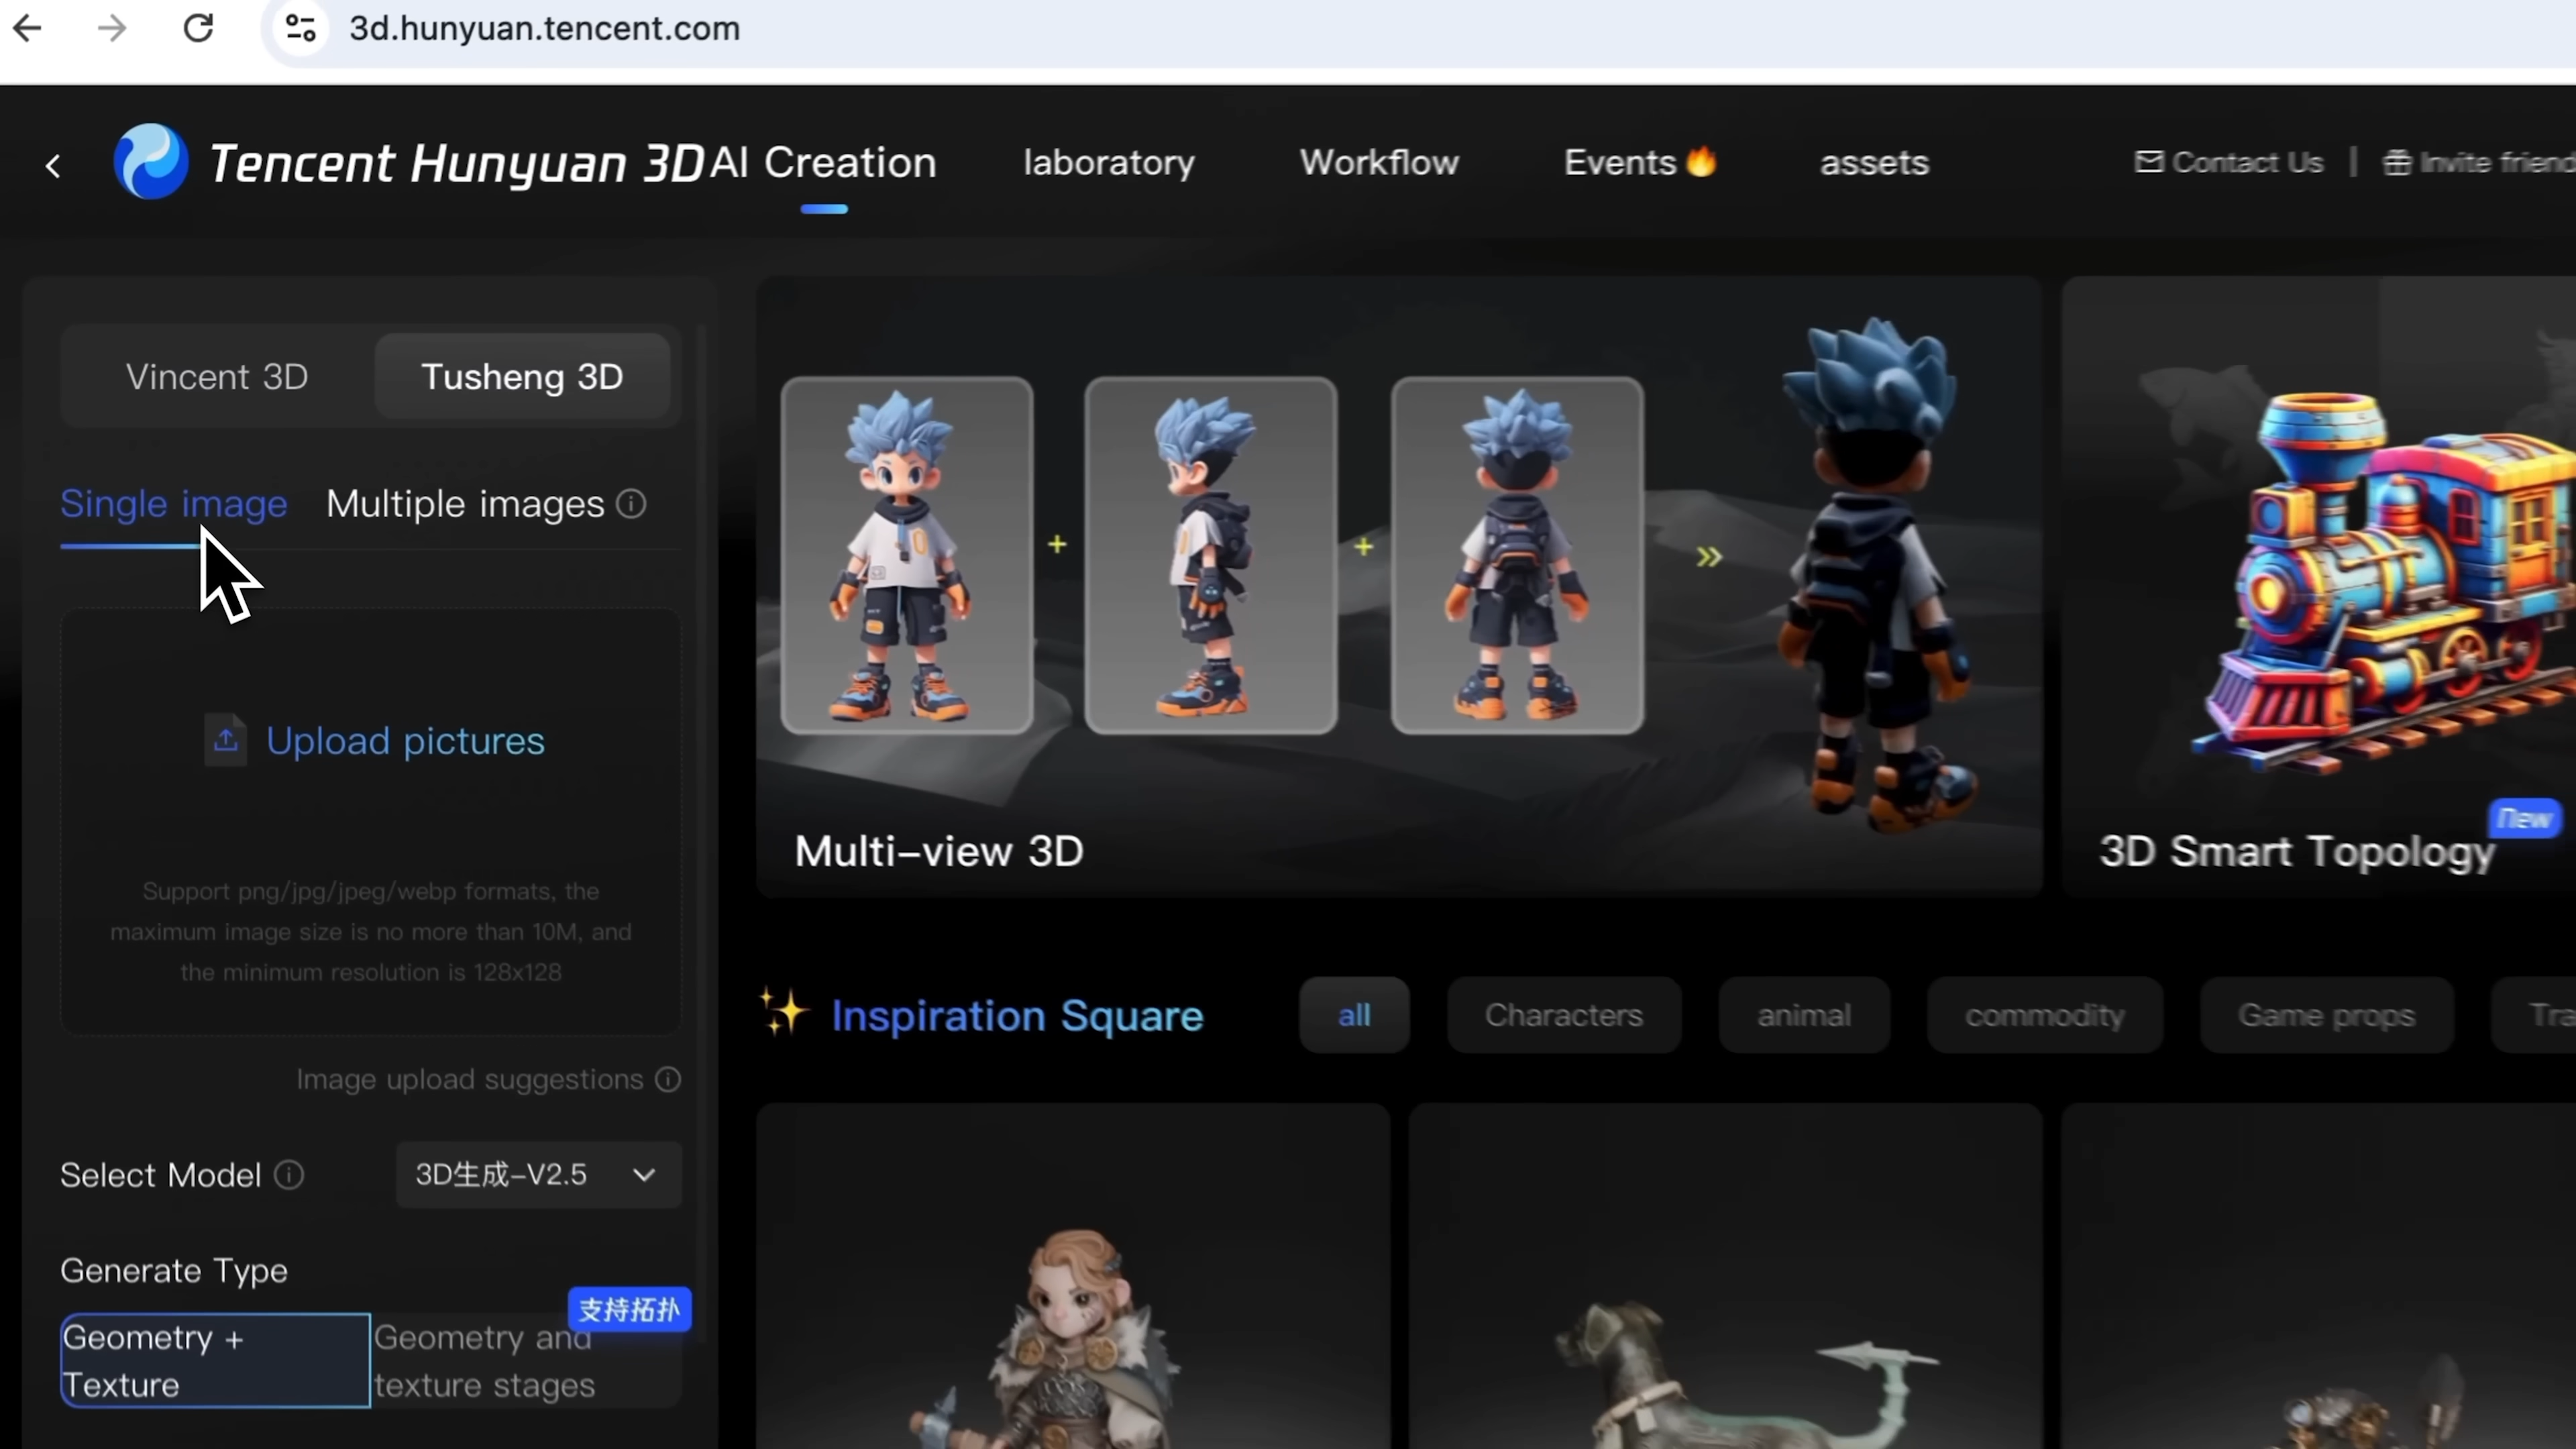 3d.hunyuan.tencent.com
Tencent Hunyuan 3D
AI Creation
laboratory
Workflow
Events🔥
assets
Contact Us
Invite friend
Vincent 3D
Tusheng 3D
Single image
Multiple images
Upload pictures
Support png/jpg/jpeg/webp formats, the
maximum image size is no more than 10M, and
the minimum resolution is 128x128
Image upload suggestions
Select Model
3D生成-V2.5
Generate Type
支持拓扑
Geometry +
Texture
Geometry and
texture stages
Multi-view 3D
New
3D Smart Topology
Inspiration Square
all
Characters
animal
commodity
Game props
Tra